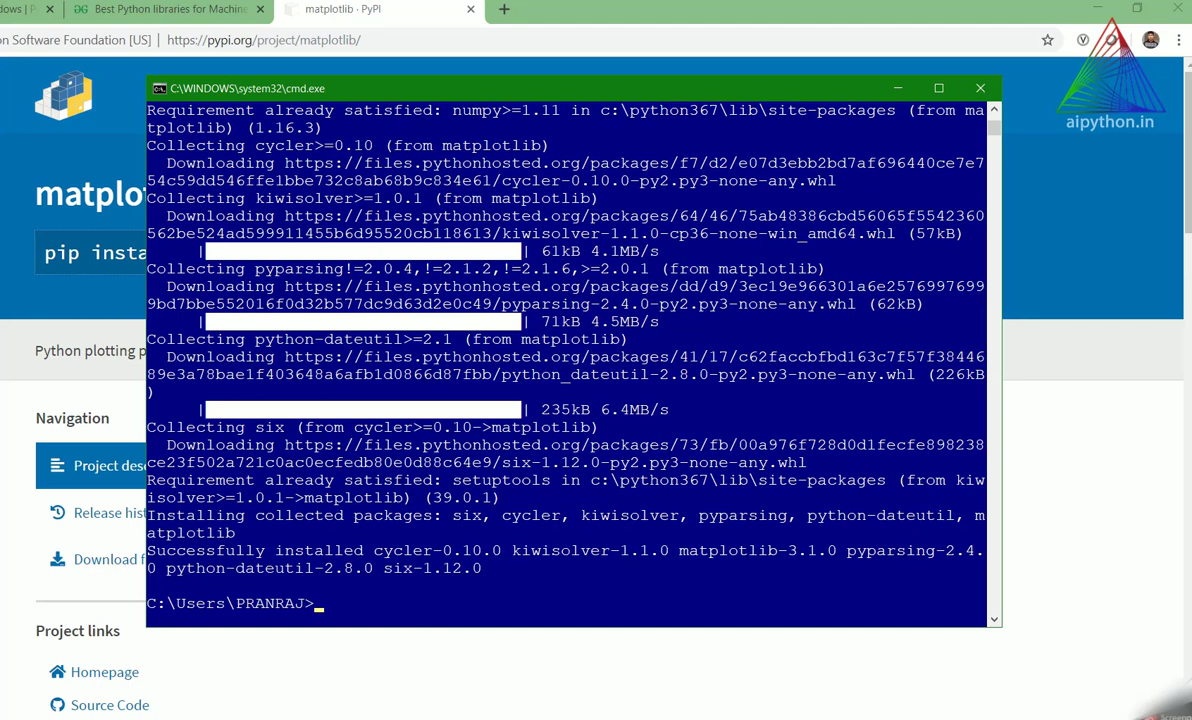 ndows | P
Best Python libraries for Machine
matplotlib · PyPI
on Software Foundation [US] | https://pypi.org/project/matplotlib/
aipython.in
matplot
pip insta
Python plotting p
Navigation
Project desc
Release hist
Download f
Project links
Homepage
Source Code
C:\WINDOWS\system32\cmd.exe
Requirement already satisfied: numpy>=1.11 in c:\python367\lib\site-packages (from ma
tplotlib) (1.16.3)
Collecting cycler>=0.10 (from matplotlib)
Downloading https://files.pythonhosted.org/packages/f7/d2/e07d3ebb2bd7af696440ce7e7
54c59dd546ffe1bbe732c8ab68b9c834e61/cycler-0.10.0-py2.py3-none-any.whl
Collecting kiwisolver>=1.0.1 (from matplotlib)
Downloading https://files.pythonhosted.org/packages/64/46/75ab48386cbd56065f5542360
562be524ad599911455b6d95520cb118613/kiwisolver-1.1.0-cp36-none-win_amd64.whl (57kB)
| | 61kB 4.1MB/s
Collecting pyparsing!=2.0.4,!=2.1.2,!=2.1.6,>=2.0.1 (from matplotlib)
Downloading https://files.pythonhosted.org/packages/dd/d9/3ec19e966301a6e2576997699
9bd7bbe552016f0d32b577dc9d63d2e0c49/pyparsing-2.4.0-py2.py3-none-any.whl (62kB)
| | 71kB 4.5MB/s
Collecting python-dateutil>=2.1 (from matplotlib)
Downloading https://files.pythonhosted.org/packages/41/17/c62faccbfbd163c7f57f38446
89e3a78bae1f403648a6afb1d0866d87fbb/python_dateutil-2.8.0-py2.py3-none-any.whl (226kB
)
| | 235kB 6.4MB/s
Collecting six (from cycler>=0.10->matplotlib)
Downloading https://files.pythonhosted.org/packages/73/fb/00a976f728d0d1fecfe898238
ce23f502a721c0ac0ecfedb80e0d88c64e9/six-1.12.0-py2.py3-none-any.whl
Requirement already satisfied: setuptools in c:\python367\lib\site-packages (from kiw
isolver>=1.0.1->matplotlib) (39.0.1)
Installing collected packages: six, cycler, kiwisolver, pyparsing, python-dateutil, m
atplotlib
Successfully installed cycler-0.10.0 kiwisolver-1.1.0 matplotlib-3.1.0 pyparsing-2.4.
0 python-dateutil-2.8.0 six-1.12.0
C:\Users\PRANRAJ>